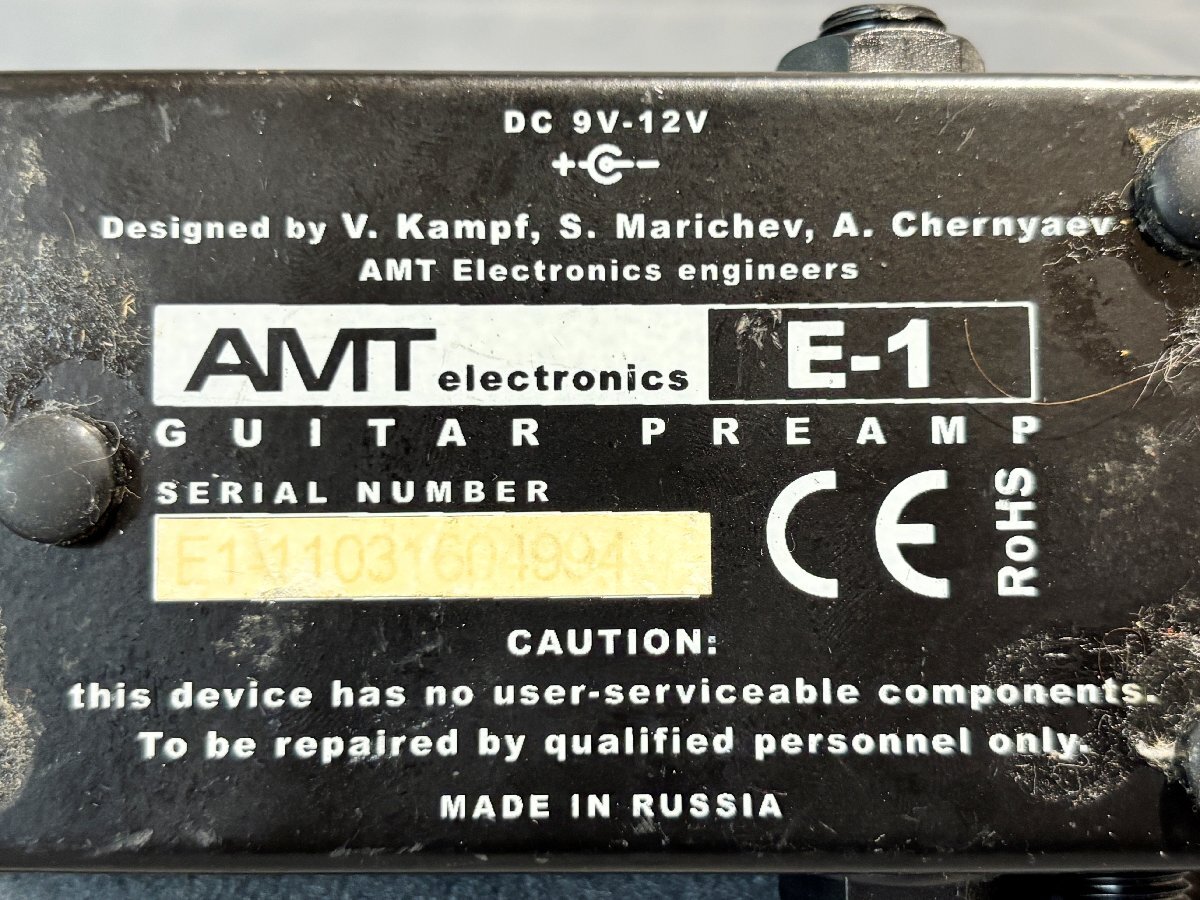 DC 9V-12V
+ -
Designed by V. Kampf, S. Marichev, A. Chernyaev
AMT Electronics engineers
AMT electronics E-1
GUITAR PREAMP
SERIAL NUMBER
CE RoHS
CAUTION:
this device has no user-serviceable components.
To be repaired by qualified personnel only.
MADE IN RUSSIA